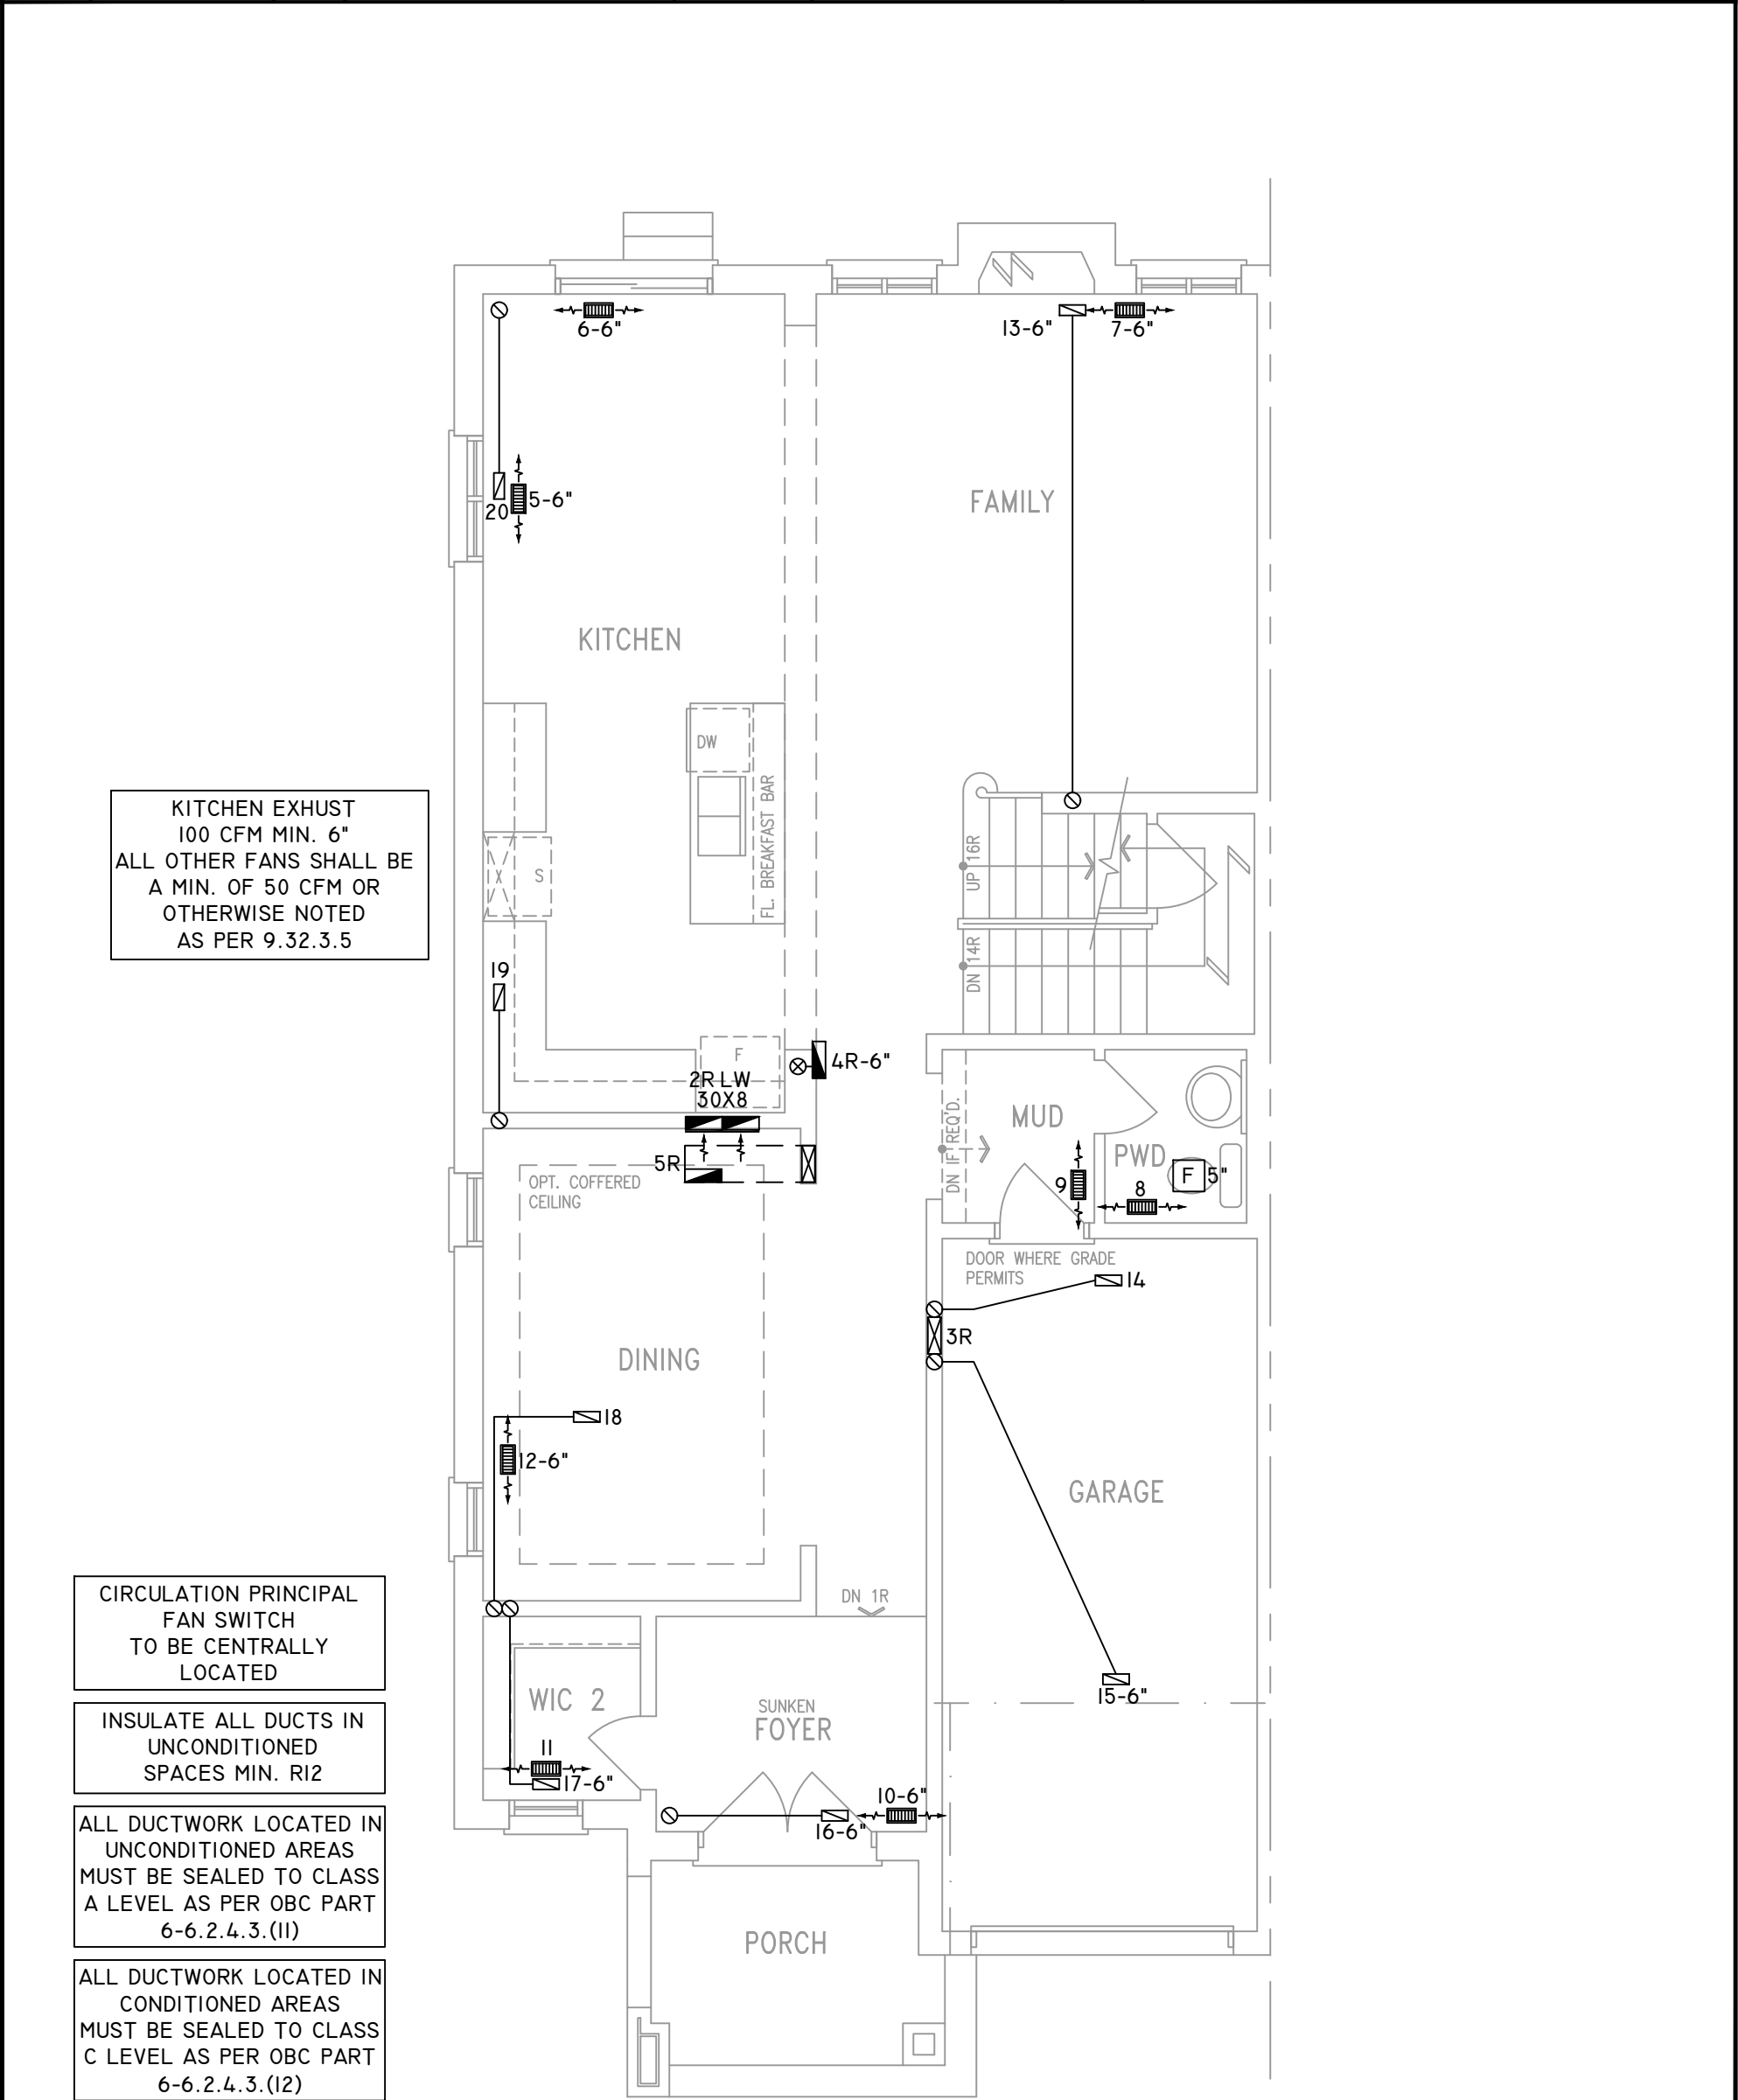 6-6"
13-6"
7-6"
20
5-6"
FAMILY
KITCHEN
DW
FL. BREAKFAST BAR
KITCHEN EXHUST
100 CFM MIN. 6"
ALL OTHER FANS SHALL BE
A MIN. OF 50 CFM OR
OTHERWISE NOTED
AS PER 9.32.3.5
S
UP 16R
DN 14R
19
F
4R-6"
2R LW
30X8
MUD
PWD
DN IF REQ'D.
5R
OPT. COFFERED
CEILING
9
8
F
5"
DOOR WHERE GRADE
PERMITS
14
3R
DINING
18
12-6"
GARAGE
CIRCULATION PRINCIPAL
FAN SWITCH
TO BE CENTRALLY
LOCATED
DN 1R
WIC 2
SUNKEN
FOYER
15-6"
INSULATE ALL DUCTS IN
UNCONDITIONED
SPACES MIN. R12
11
17-6"
10-6"
16-6"
ALL DUCTWORK LOCATED IN
UNCONDITIONED AREAS
MUST BE SEALED TO CLASS
A LEVEL AS PER OBC PART
6-6.2.4.3.(11)
PORCH
ALL DUCTWORK LOCATED IN
CONDITIONED AREAS
MUST BE SEALED TO CLASS
C LEVEL AS PER OBC PART
6-6.2.4.3.(12)